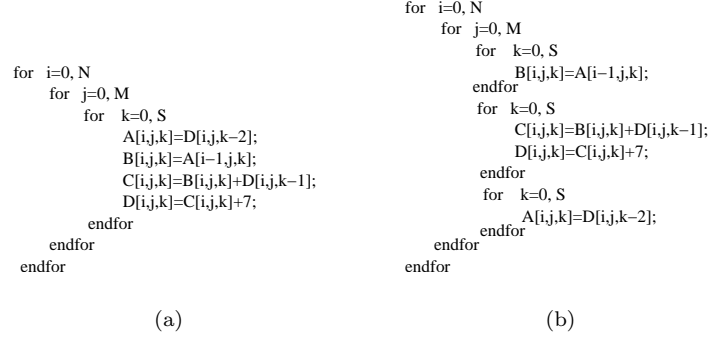 for i=0, N
for j=0, M
for k=0, S
A[i,j,k]=D[i,j,k−2];
B[i,j,k]=A[i−1,j,k];
C[i,j,k]=B[i,j,k]+D[i,j,k−1];
D[i,j,k]=C[i,j,k]+7;
endfor
endfor
endfor
(a)
for i=0, N
for j=0, M
for k=0, S
B[i,j,k]=A[i−1,j,k];
endfor
for k=0, S
C[i,j,k]=B[i,j,k]+D[i,j,k−1];
D[i,j,k]=C[i,j,k]+7;
endfor
for k=0, S
A[i,j,k]=D[i,j,k−2];
endfor
endfor
endfor
(b)